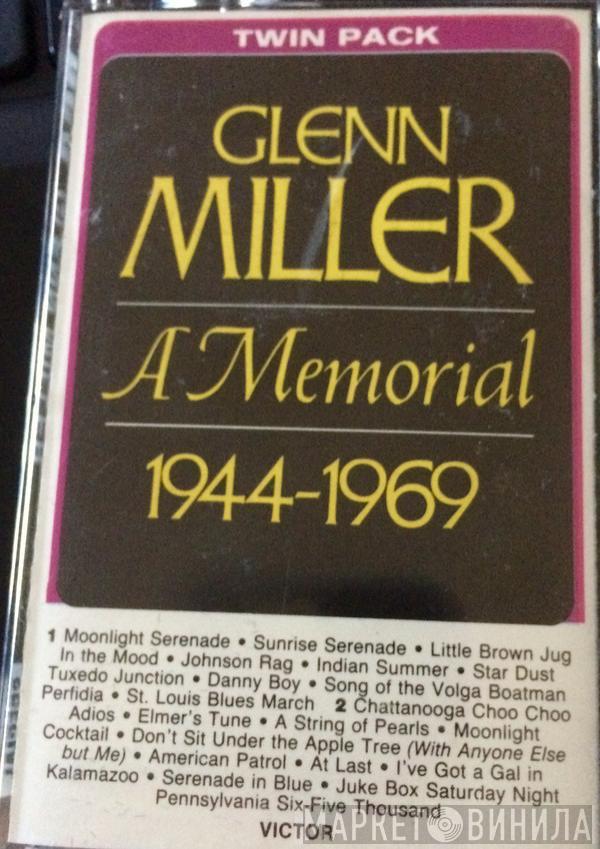 TWIN PACK
GLENN
MILLER
A Memorial
1944-1969
1 Moonlight Serenade • Sunrise Serenade • Little Brown Jug
In the Mood • Johnson Rag • Indian Summer • Star Dust
Tuxedo Junction • Danny Boy • Song of the Volga Boatman
Perfidia • St. Louis Blues March 2 Chattanooga Choo Choo
Adios • Elmer's Tune • A String of Pearls • Moonlight
Cocktail • Don't Sit Under the Apple Tree (With Anyone Else
but Me) • American Patrol • At Last • I've Got a Gal in
Kalamazoo • Serenade in Blue • Juke Box Saturday Night
Pennsylvania Six-Five Thousand
VICTOR
МАРКЕТ ВИНИЛА